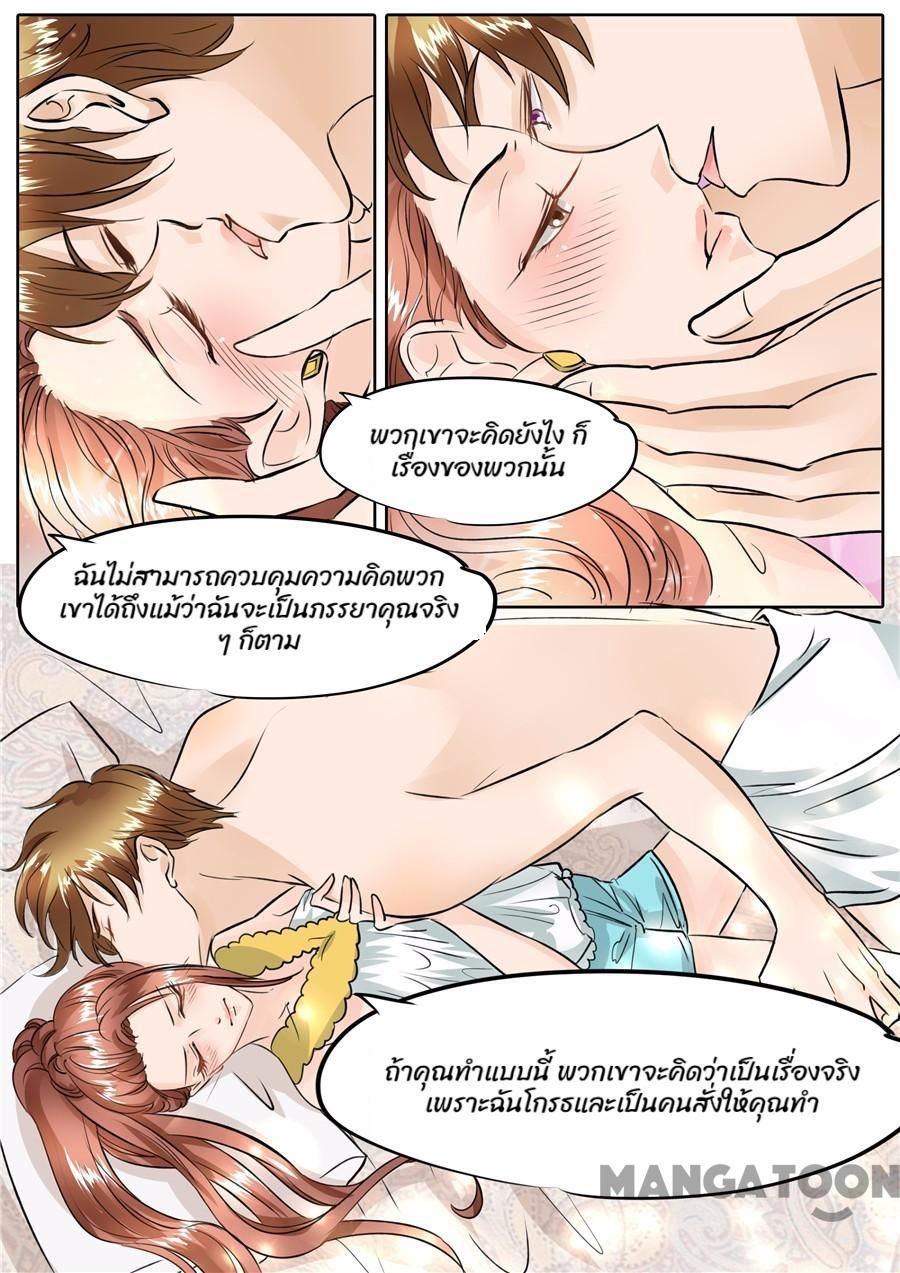 พวกเขาจะคิดยังไง ก็
เรื่องของพวกนั้น
ฉันไม่สามารถควบคุมความคิดพวก
เขาได้ถึงแม้ว่าฉันจะเป็นภรรยาคุณจริง
ๆ ก็ตาม
ถ้าคุณทำแบบนี้ พวกเขาจะคิดว่าเป็นเรื่องจริง
เพราะฉันโกรธและเป็นคนสั่งให้คุณทำ
MANGATOON